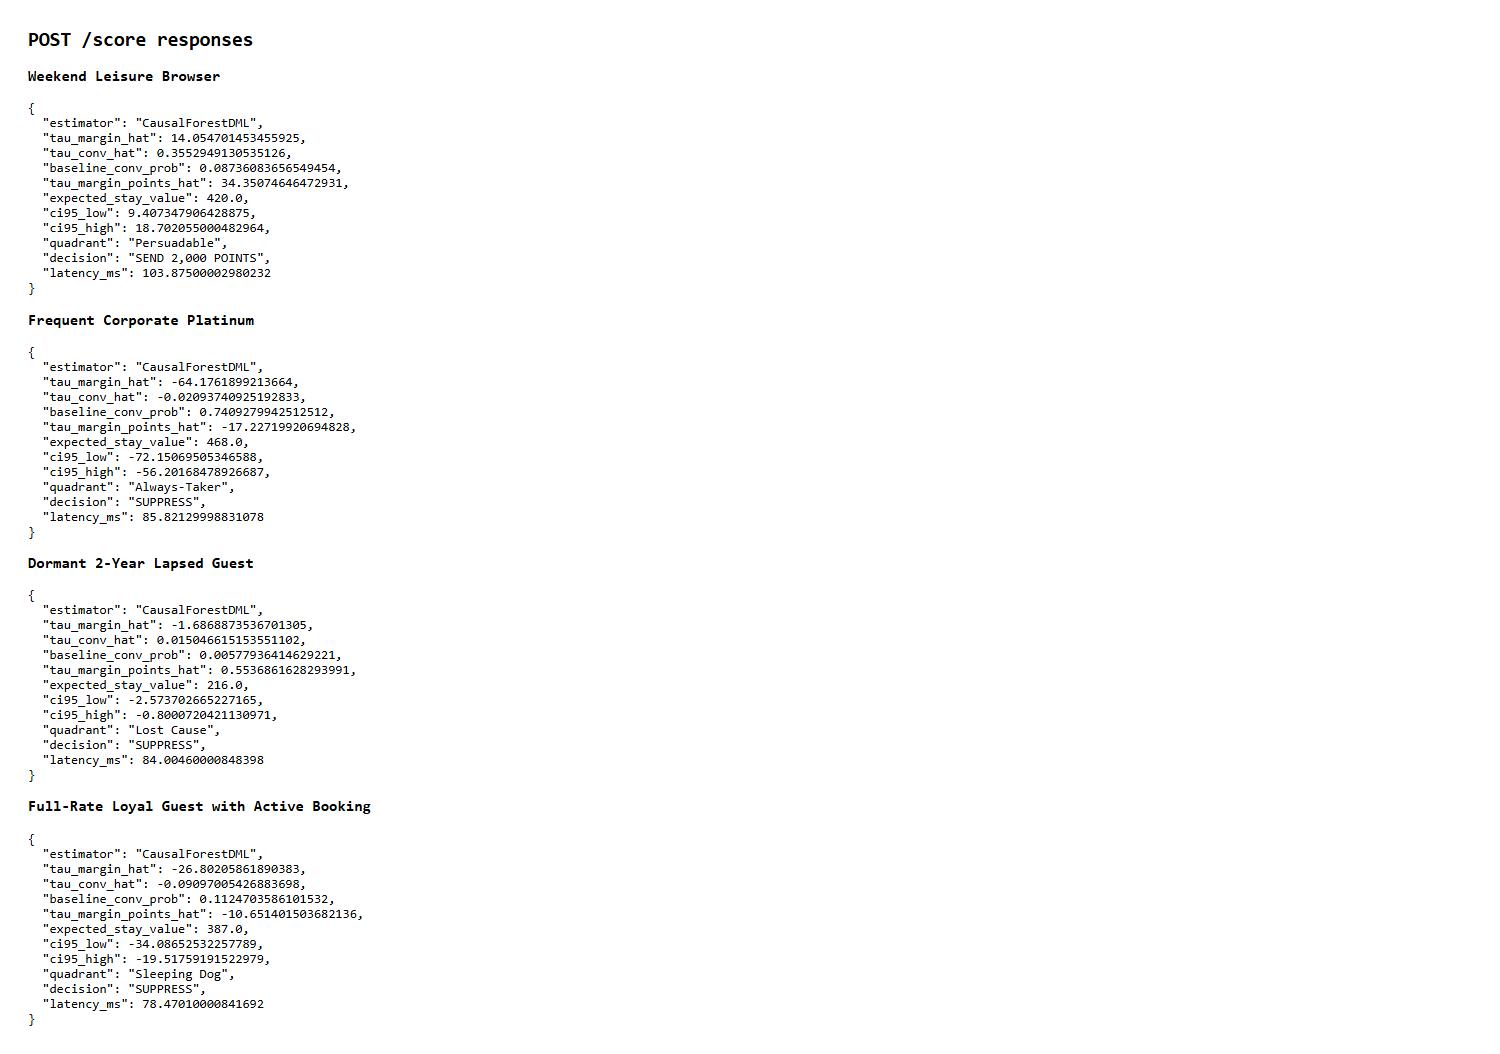 POST /score responses
Weekend Leisure Browser
{
  "estimator": "CausalForestDML",
  "tau_margin_hat": 14.054701453455925,
  "tau_conv_hat": 0.3552949130535126,
  "baseline_conv_prob": 0.08736083656549454,
  "tau_margin_points_hat": 34.35074646472931,
  "expected_stay_value": 420.0,
  "ci95_low": 9.407347906428875,
  "ci95_high": 18.702055000482964,
  "quadrant": "Persuadable",
  "decision": "SEND 2,000 POINTS",
  "latency_ms": 103.87500002980232
}
Frequent Corporate Platinum
{
  "estimator": "CausalForestDML",
  "tau_margin_hat": -64.1761899213664,
  "tau_conv_hat": -0.02093740925192833,
  "baseline_conv_prob": 0.7409279942512512,
  "tau_margin_points_hat": -17.22719920694828,
  "expected_stay_value": 468.0,
  "ci95_low": -72.15069505346588,
  "ci95_high": -56.20168478926687,
  "quadrant": "Always-Taker",
  "decision": "SUPPRESS",
  "latency_ms": 85.82129998831078
}
Dormant 2-Year Lapsed Guest
{
  "estimator": "CausalForestDML",
  "tau_margin_hat": -1.6868873536701305,
  "tau_conv_hat": 0.015046615153551102,
  "baseline_conv_prob": 0.00577936414629221,
  "tau_margin_points_hat": 0.5536861628293991,
  "expected_stay_value": 216.0,
  "ci95_low": -2.573702665227165,
  "ci95_high": -0.8000720421130971,
  "quadrant": "Lost Cause",
  "decision": "SUPPRESS",
  "latency_ms": 84.00460000848398
}
Full-Rate Loyal Guest with Active Booking
{
  "estimator": "CausalForestDML",
  "tau_margin_hat": -26.80205861890383,
  "tau_conv_hat": -0.09097005426883698,
  "baseline_conv_prob": 0.1124703586101532,
  "tau_margin_points_hat": -10.651401503682136,
  "expected_stay_value": 387.0,
  "ci95_low": -34.08652532257789,
  "ci95_high": -19.51759191522979,
  "quadrant": "Sleeping Dog",
  "decision": "SUPPRESS",
  "latency_ms": 78.47010000841692
}